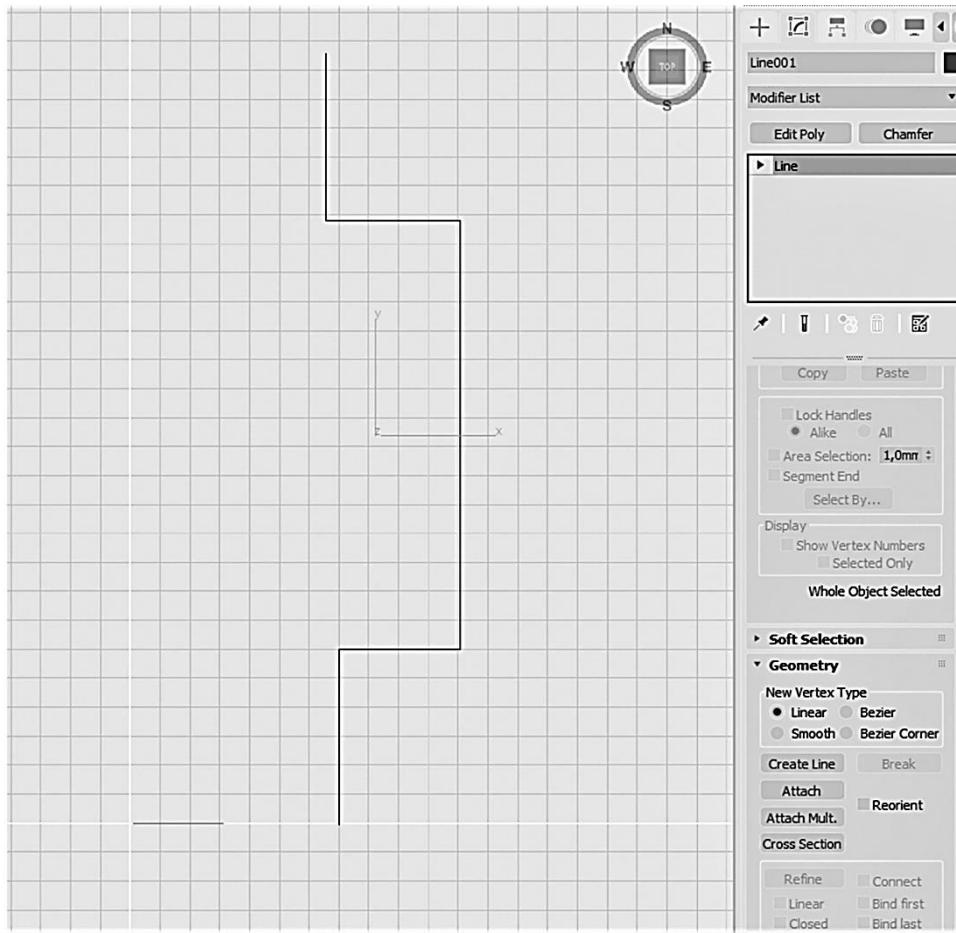 N
W TOP E
S
y
z x
Line001
Modifier List
Edit Poly Chamfer
Line
Copy Paste
Lock Handles
Alike All
Area Selection: 1,0mm
Segment End
Select By...
Display
Show Vertex Numbers
Selected Only
Whole Object Selected
Soft Selection
Geometry
New Vertex Type
Linear Bezier
Smooth Bezier Corner
Create Line Break
Attach
Reorient
Attach Mult.
Cross Section
Refine Connect
Linear Bind first
Closed Bind last